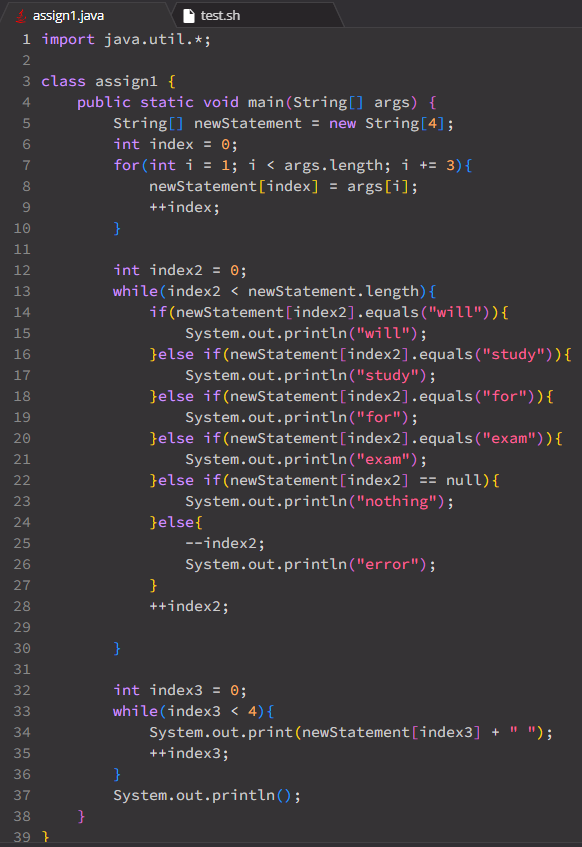 assign1.java test.sh
1 import java.util.*;
2
3 class assign1 {
4     public static void main(String[] args) {
5         String[] newStatement = new String[4];
6         int index = 0;
7         for(int i = 1; i < args.length; i += 3){
8             newStatement[index] = args[i];
9             ++index;
10         }
11
12         int index2 = 0;
13         while(index2 < newStatement.length){
14             if(newStatement[index2].equals("will")){
15                 System.out.println("will");
16             }else if(newStatement[index2].equals("study")){
17                 System.out.println("study");
18             }else if(newStatement[index2].equals("for")){
19                 System.out.println("for");
20             }else if(newStatement[index2].equals("exam")){
21                 System.out.println("exam");
22             }else if(newStatement[index2] == null){
23                 System.out.println("nothing");
24             }else{
25                 --index2;
26                 System.out.println("error");
27             }
28             ++index2;
29
30         }
31
32         int index3 = 0;
33         while(index3 < 4){
34             System.out.print(newStatement[index3] + " ");
35             ++index3;
36         }
37         System.out.println();
38     }
39 }